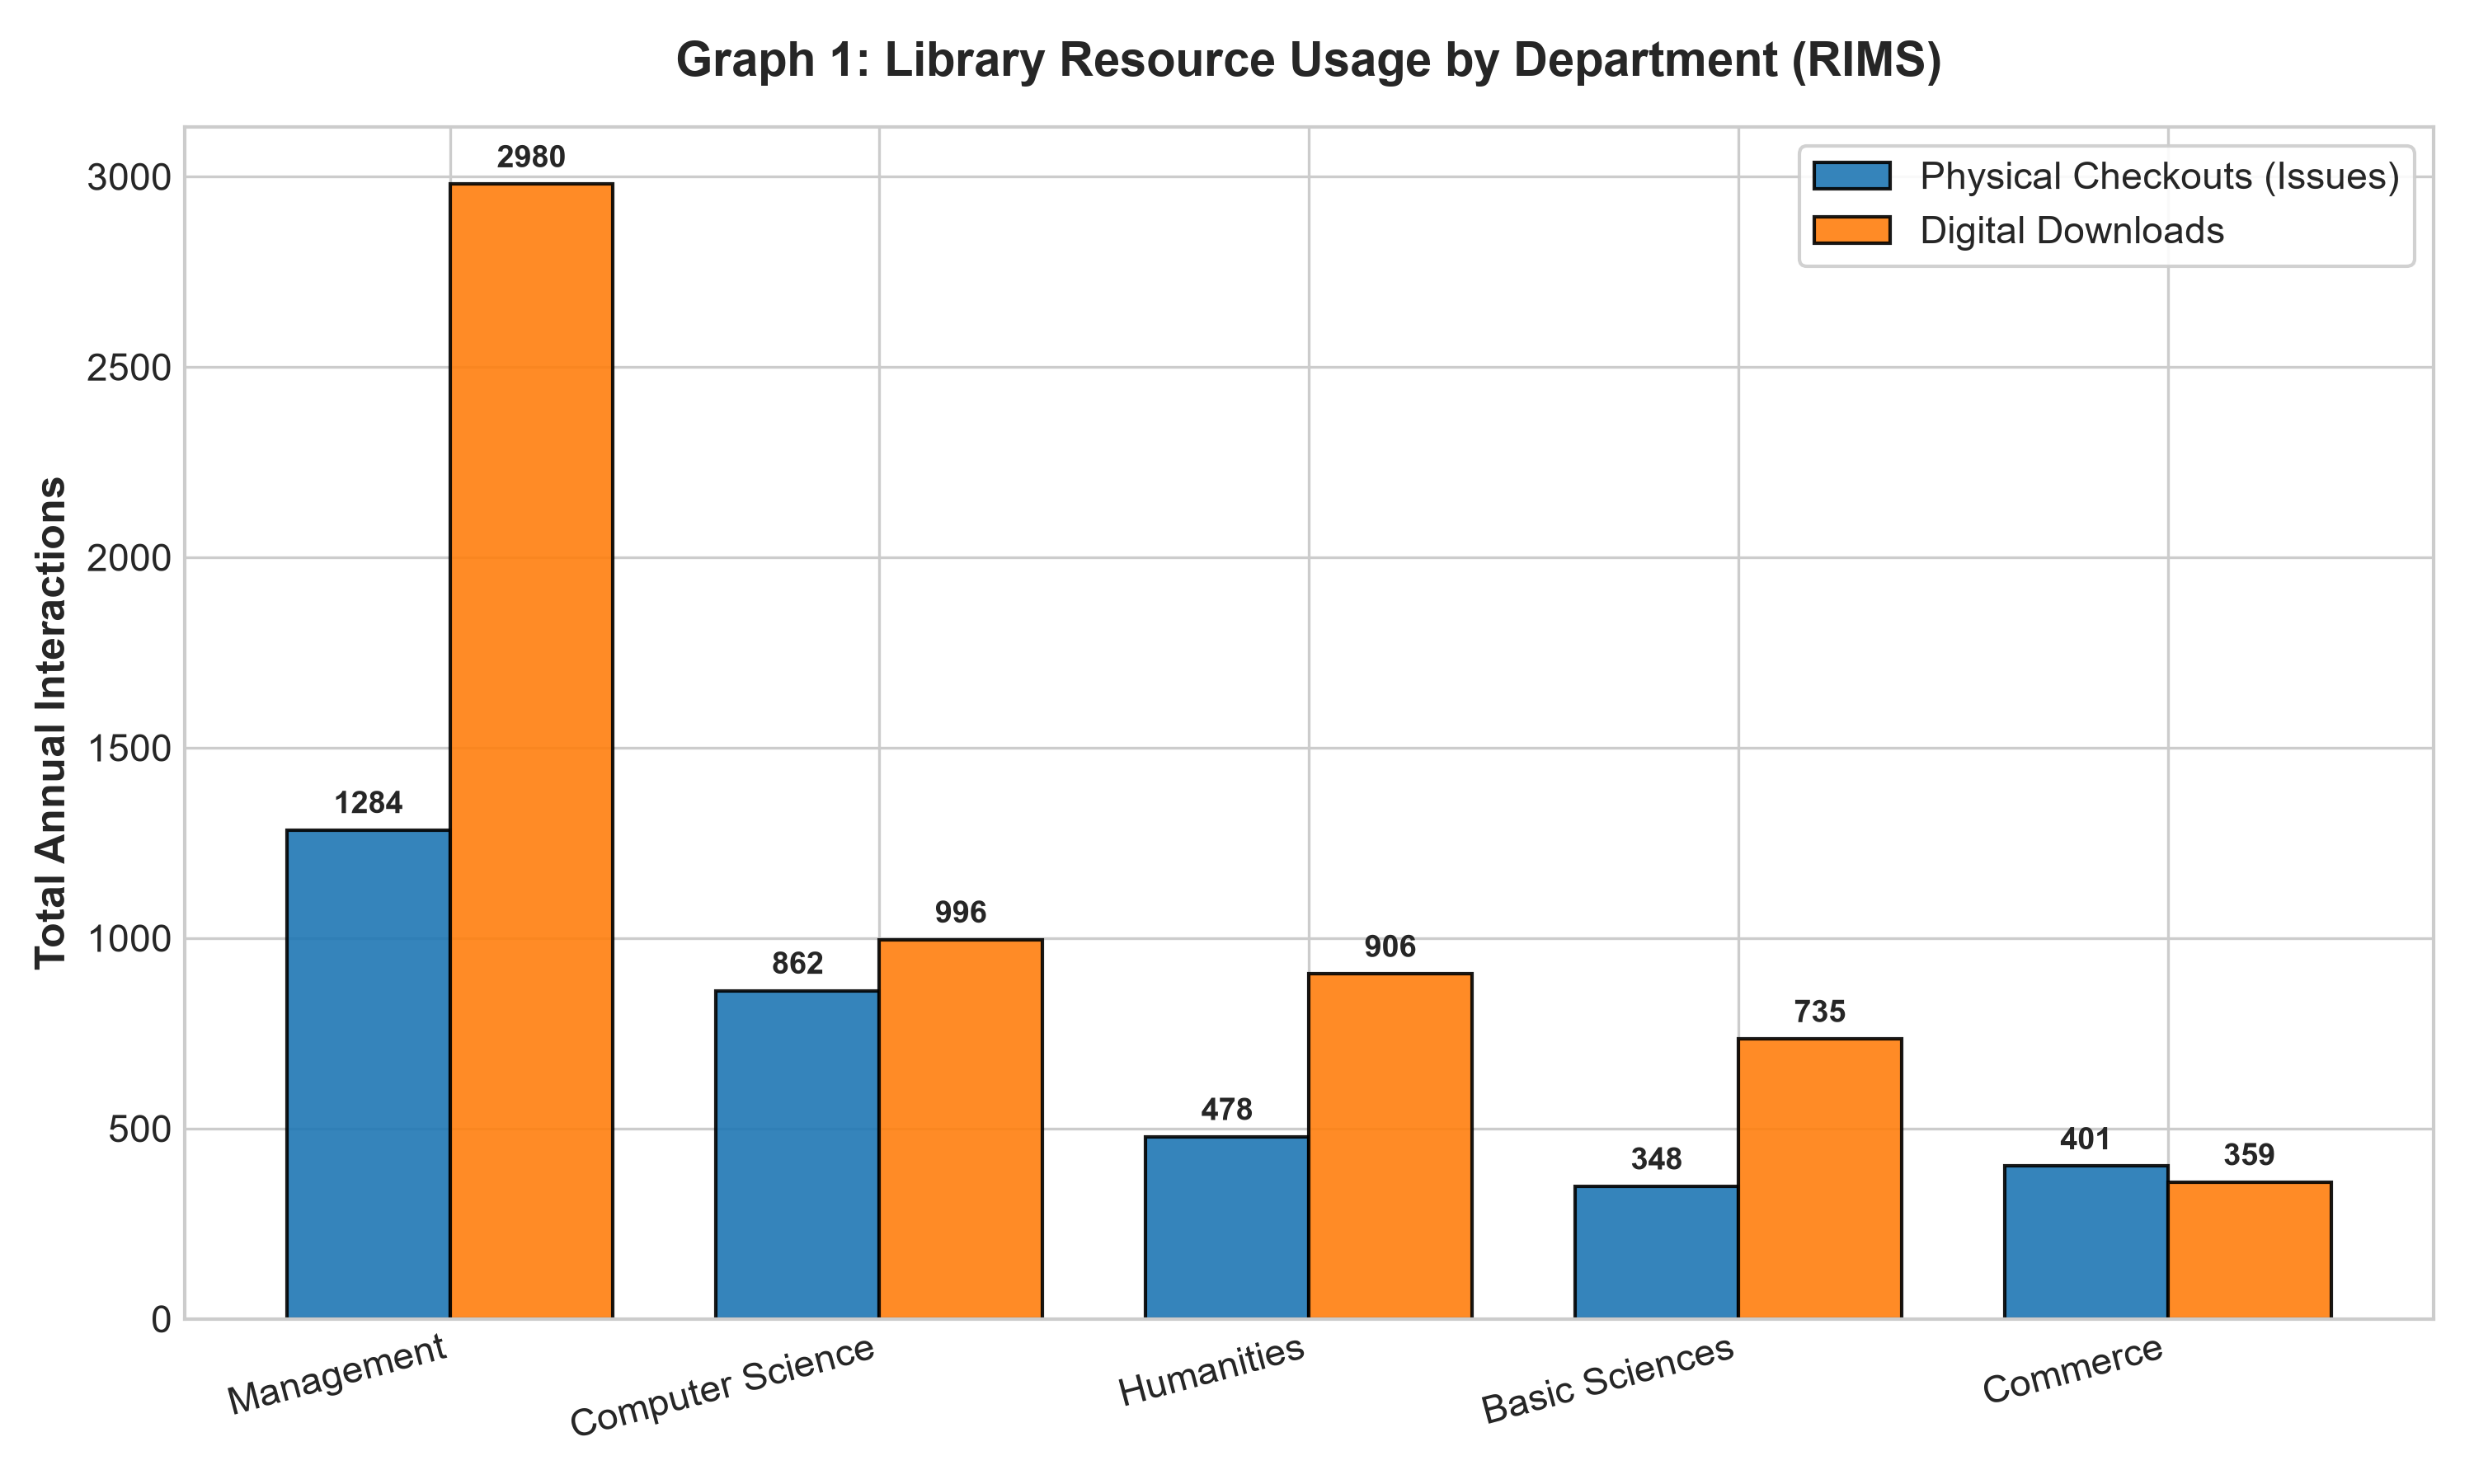 Graph 1: Library Resource Usage by Department (RIMS)
Physical Checkouts (Issues)
Digital Downloads
Total Annual Interactions
3000
2500
2000
1500
1000
500
0
1284
2980
862
996
478
906
348
735
401
359
Management
Computer Science
Humanities
Basic Sciences
Commerce